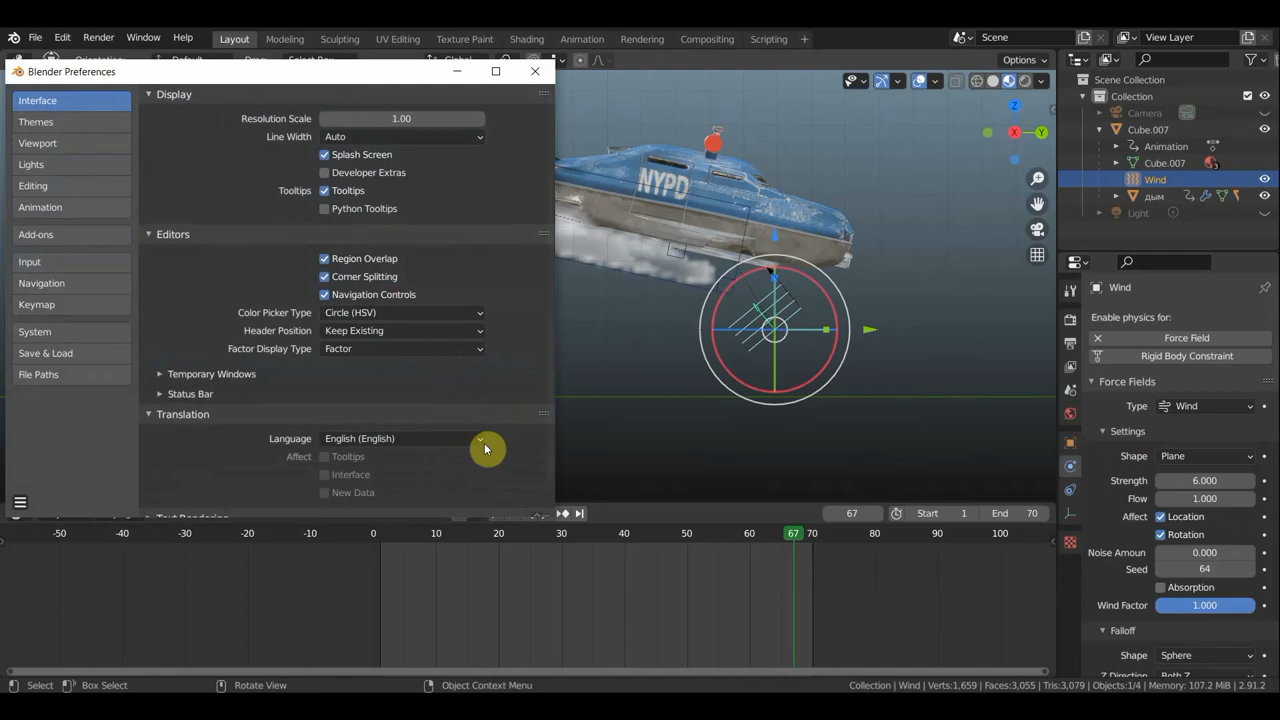 File Edit Render Window Help Layout Modeling Sculpting UV Editing Texture Paint Shading Animation Rendering Compositing Scripting + Scene View Layer
Options
Blender Preferences
Interface
Themes
Viewport
Lights
Editing
Animation
Add-ons
Input
Navigation
Keymap
System
Save & Load
File Paths
Display
Resolution Scale 1.00
Line Width Auto
Splash Screen
Developer Extras
Tooltips Tooltips
Python Tooltips
Editors
Region Overlap
Corner Splitting
Navigation Controls
Color Picker Type Circle (HSV)
Header Position Keep Existing
Factor Display Type Factor
Temporary Windows
Status Bar
Translation
Language English (English)
Affect Tooltips
Interface
New Data
NYPD
Z
X
Y
Scene Collection
Collection
Camera
Cube.007
Animation
Cube.007
Wind
дым
Light
Wind
Enable physics for:
Force Field
Rigid Body Constraint
Force Fields
Type Wind
Settings
Shape Plane
Strength 6.000
Flow 1.000
Affect Location
Rotation
Noise Amoun 0.000
Seed 64
Absorption
Wind Factor 1.000
Falloff
Shape Sphere
67 Start 1 End 70
-50 -40 -30 -20 -10 0 10 20 30 40 50 60 67 70 80 90 100
Select Box Select Rotate View Object Context Menu Collection | Wind | Verts:1,659 | Faces:3,055 | Tris:3,079 | Objects:1/4 | Memory: 107.2 MiB | 2.91.2